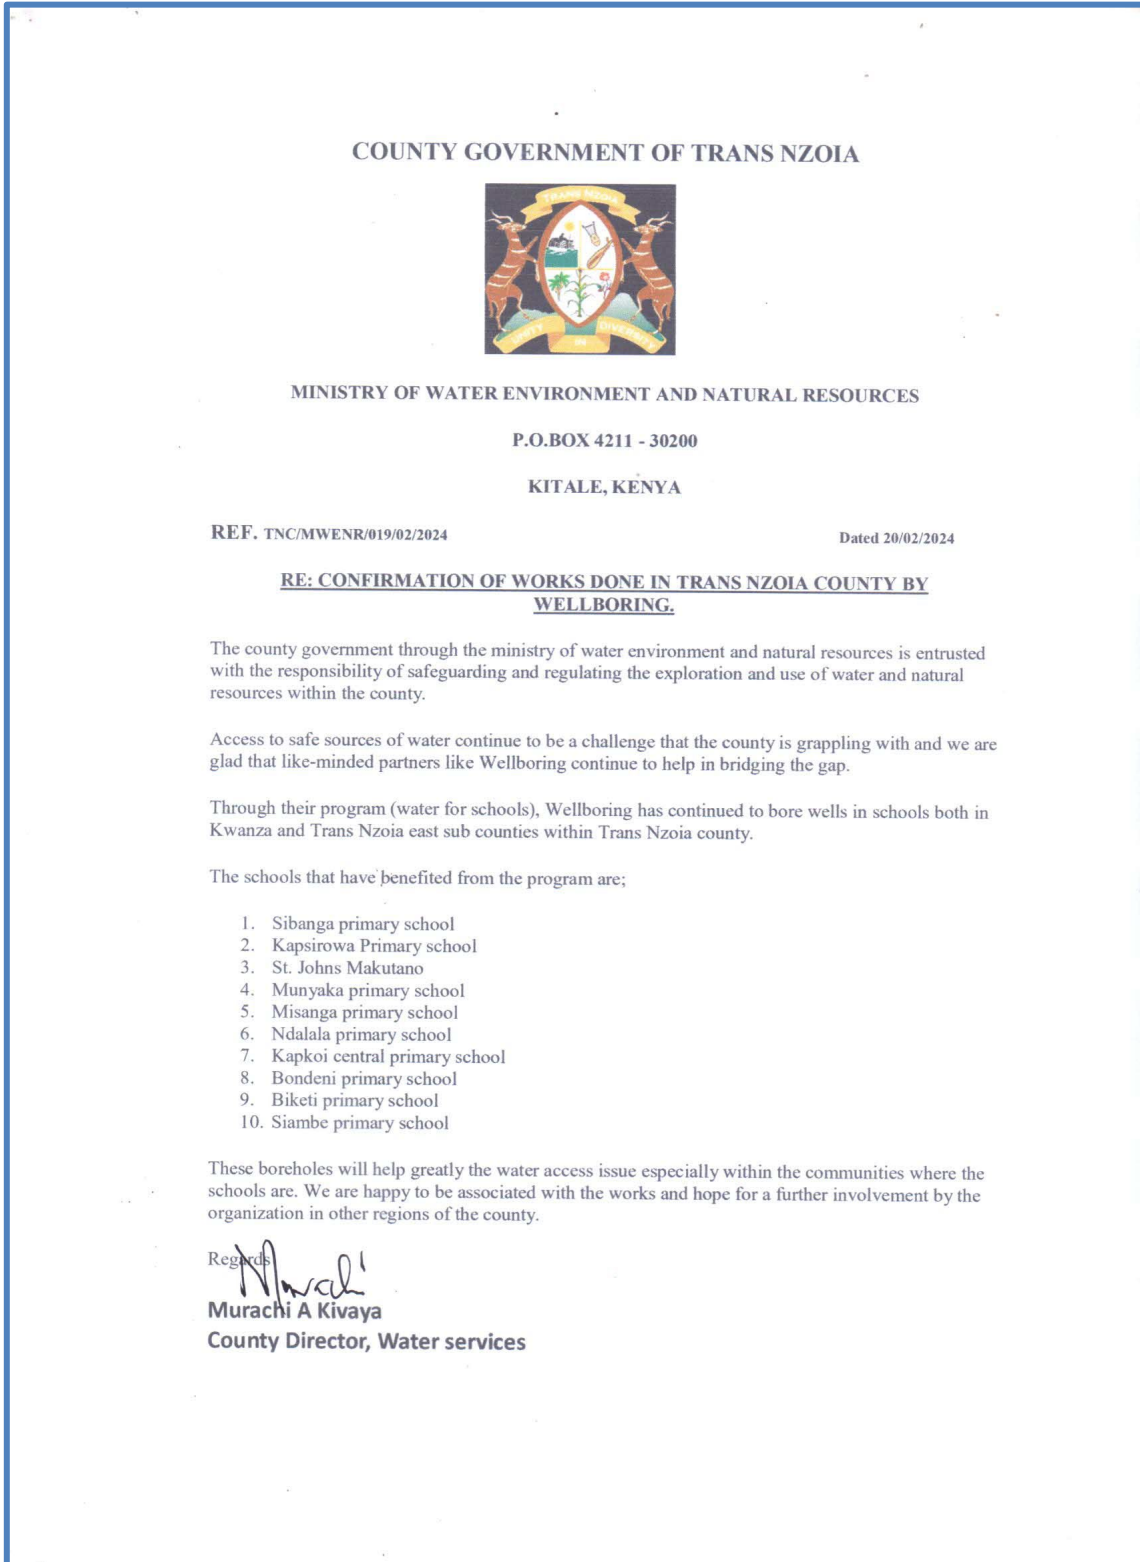 COUNTY GOVERNMENT OF TRANS NZOIA
TRANS NZOIA
UNITY IN DIVERSITY
MINISTRY OF WATER ENVIRONMENT AND NATURAL RESOURCES
P.O.BOX 4211 - 30200
KITALE, KENYA
REF. TNC/MWENR/019/02/2024 Dated 20/02/2024
RE: CONFIRMATION OF WORKS DONE IN TRANS NZOIA COUNTY BY
WELLBORING.
The county government through the ministry of water environment and natural resources is entrusted
with the responsibility of safeguarding and regulating the exploration and use of water and natural
resources within the county.
Access to safe sources of water continue to be a challenge that the county is grappling with and we are
glad that like-minded partners like Wellboring continue to help in bridging the gap.
Through their program (water for schools), Wellboring has continued to bore wells in schools both in
Kwanza and Trans Nzoia east sub counties within Trans Nzoia county.
The schools that have benefited from the program are;
1. Sibanga primary school
2. Kapsirowa Primary school
3. St. Johns Makutano
4. Munyaka primary school
5. Misanga primary school
6. Ndalala primary school
7. Kapkoi central primary school
8. Bondeni primary school
9. Biketi primary school
10. Siambe primary school
These boreholes will help greatly the water access issue especially within the communities where the
schools are. We are happy to be associated with the works and hope for a further involvement by the
organization in other regions of the county.
Regards
Murachi A Kivaya
County Director, Water services